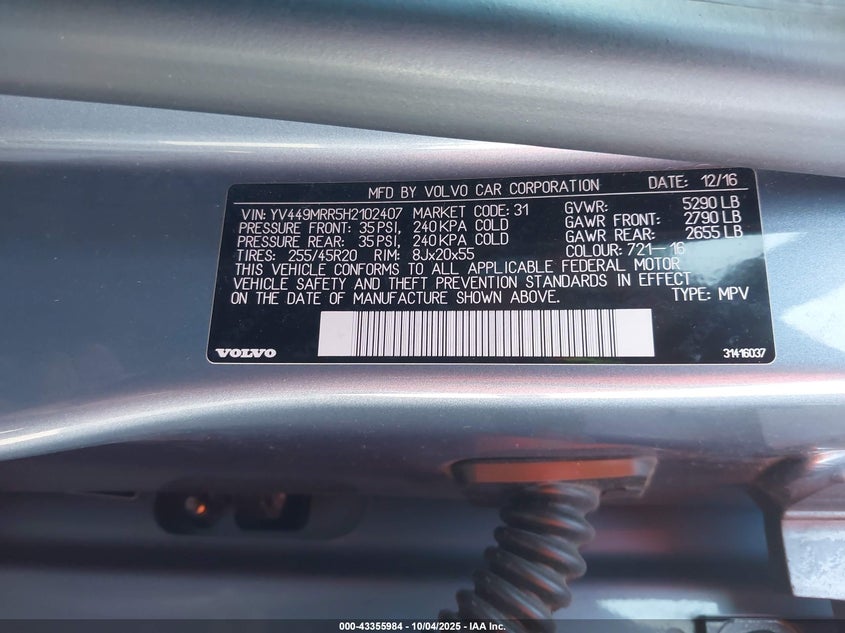 MFD BY VOLVO CAR CORPORATION DATE: 12/16
VIN: YV449MRR5H2102407 MARKET CODE: 31 GVWR: 5290 LB
PRESSURE FRONT: 35 PSI, 240 KPA COLD GAWR FRONT: 2790 LB
PRESSURE REAR: 35 PSI, 240 KPA COLD GAWR REAR: 2655 LB
TIRES: 255/45R20 RIM: 8Jx20x55 COLOUR: 721-16
THIS VEHICLE CONFORMS TO ALL APPLICABLE FEDERAL MOTOR
VEHICLE SAFETY AND THEFT PREVENTION STANDARDS IN EFFECT
ON THE DATE OF MANUFACTURE SHOWN ABOVE. TYPE: MPV
VOLVO 31416037
000-43355984 - 10/04/2025 - IAA Inc.